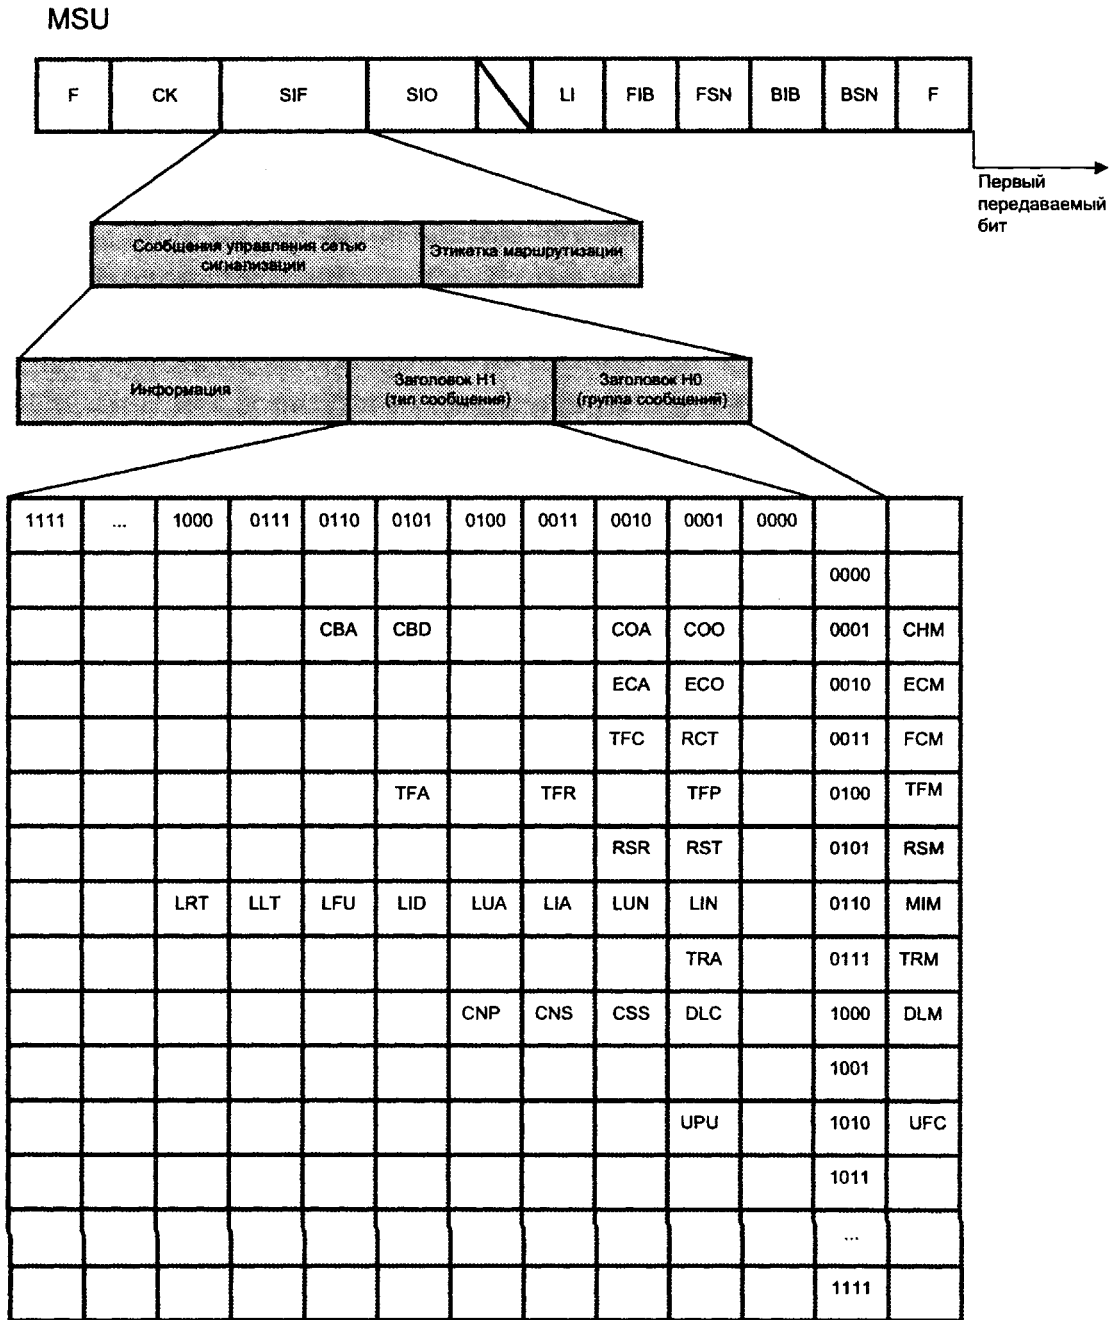 MSU
F CK SIF SIO LI FIB FSN BIB BSN F
Первый
передаваемый
бит
Сообщения управления сетью
сигнализации
Этикетка маршрутизации
Информация
Заголовок H1
(тип сообщения)
Заголовок H0
(группа сообщений)
1111 ... 1000 0111 0110 0101 0100 0011 0010 0001 0000
0000
CBA CBD COA COO 0001 CHM
ECA ECO 0010 ECM
TFC RCT 0011 FCM
TFA TFR TFP 0100 TFM
RSR RST 0101 RSM
LRT LLT LFU LID LUA LIA LUN LIN 0110 MIM
TRA 0111 TRM
CNP CNS CSS DLC 1000 DLM
1001
UPU 1010 UFC
1011
...
1111